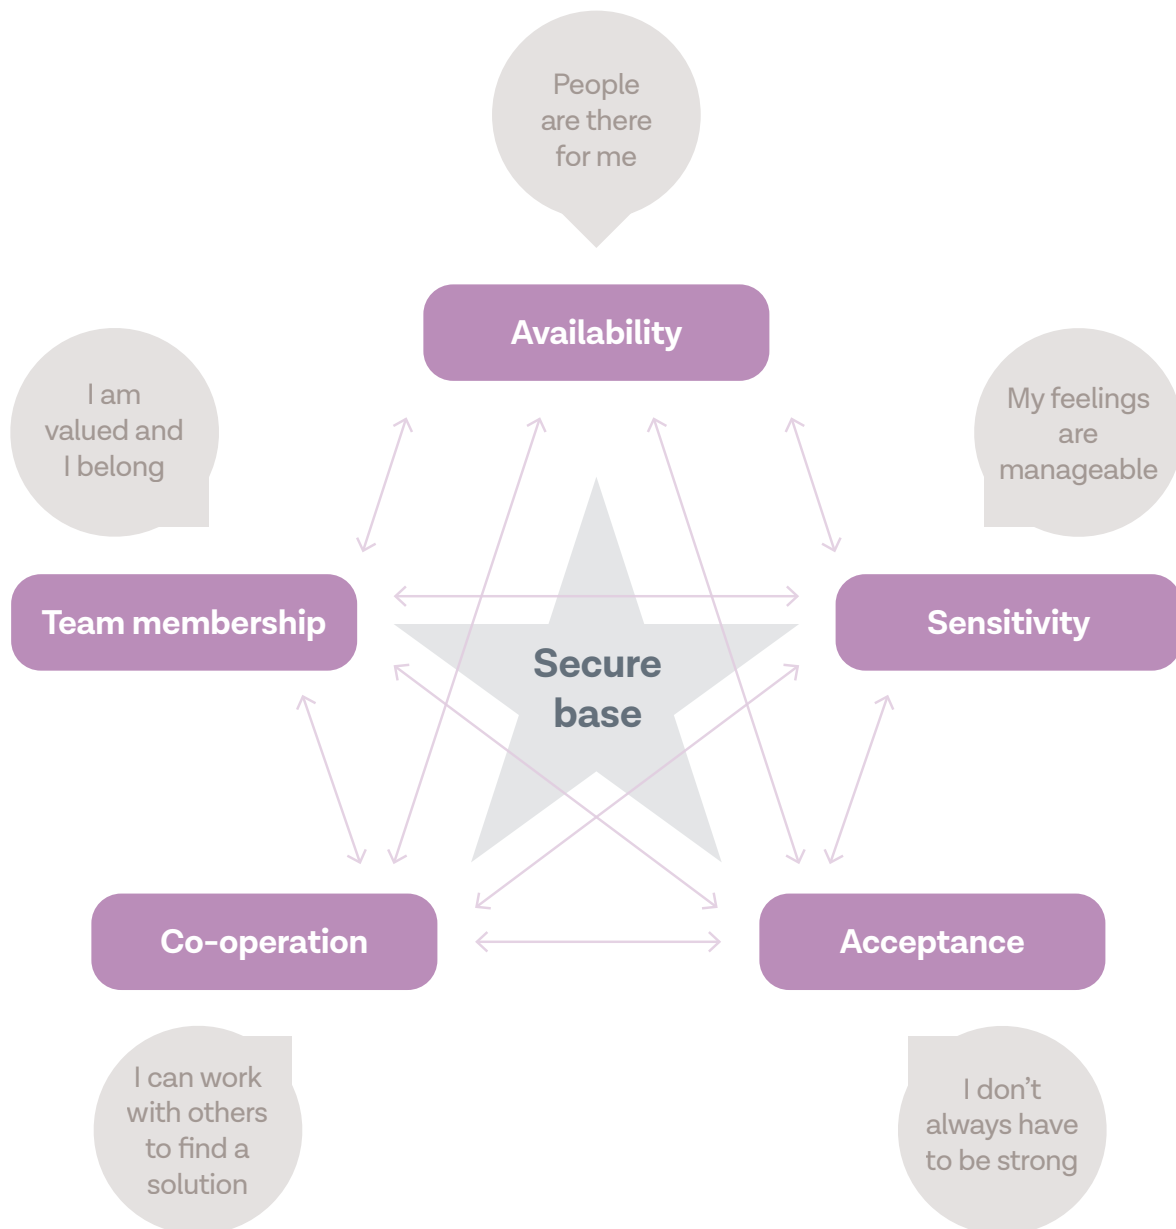 People
are there
for me
Availability
I am
valued and
I belong
My feelings
are
manageable
Team membership
Sensitivity
Secure
base
Co-operation
Acceptance
I can work
with others
to find a
solution
I don’t
always have
to be strong